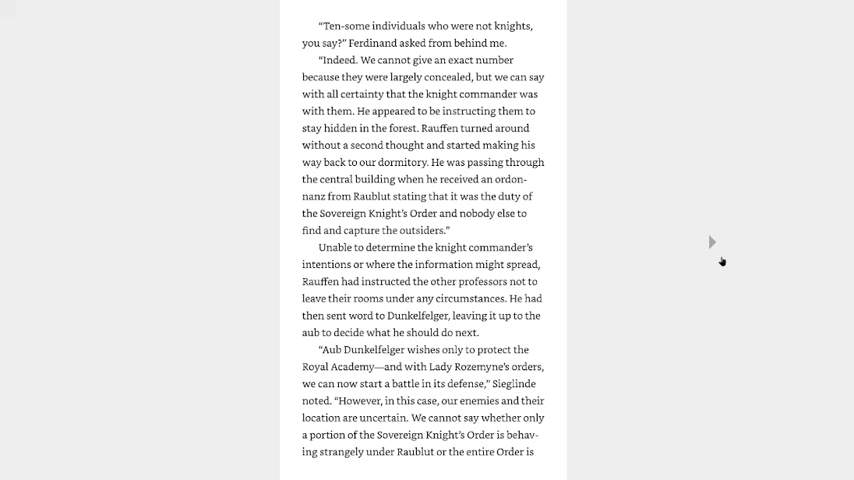 “Ten-some individuals who were not knights,
you say?” Ferdinand asked from behind me.
“Indeed. We cannot give an exact number
because they were largely concealed, but we can say
with all certainty that the knight commander was
with them. He appeared to be instructing them to
stay hidden in the forest. Rauffen turned around
without a second thought and started making his
way back to our dormitory. He was passing through
the central building when he received an ordon-
nanz from Raublut stating that it was the duty of
the Sovereign Knight’s Order and nobody else to
find and capture the outsiders.”
Unable to determine the knight commander’s
intentions or where the information might spread,
Rauffen had instructed the other professors not to
leave their rooms under any circumstances. He had
then sent word to Dunkelfelger, leaving it up to the
aub to decide what he should do next.
“Aub Dunkelfelger wishes only to protect the
Royal Academy—and with Lady Rozemyne’s orders,
we can now start a battle in its defense,” Sieglinde
noted. “However, in this case, our enemies and their
location are uncertain. We cannot say whether only
a portion of the Sovereign Knight’s Order is behav-
ing strangely under Raublut or the entire Order is